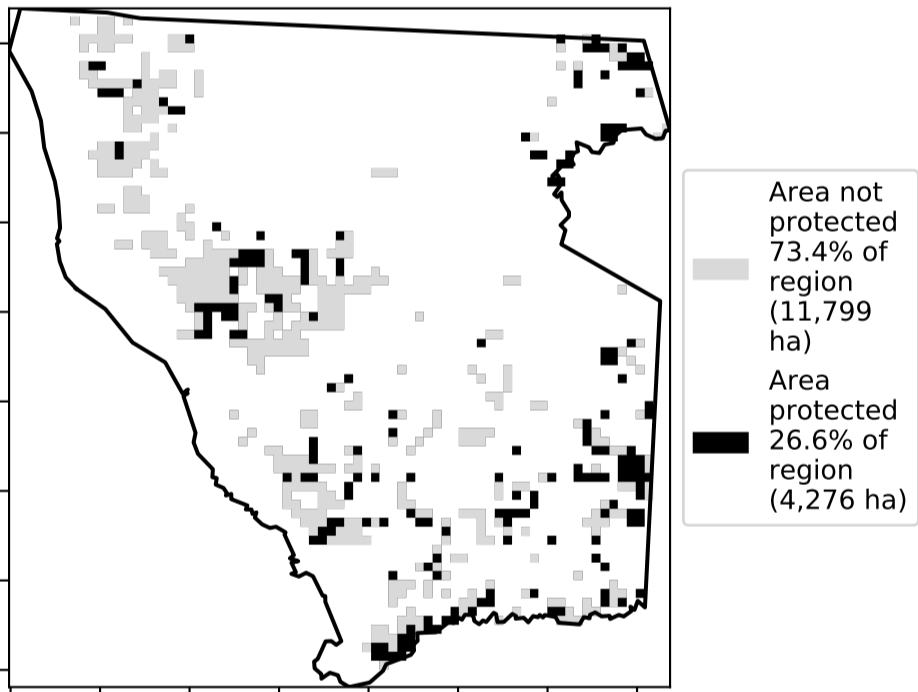 Area not
protected
73.4% of
region
(11,799
ha)
Area
protected
26.6% of
region
(4,276 ha)